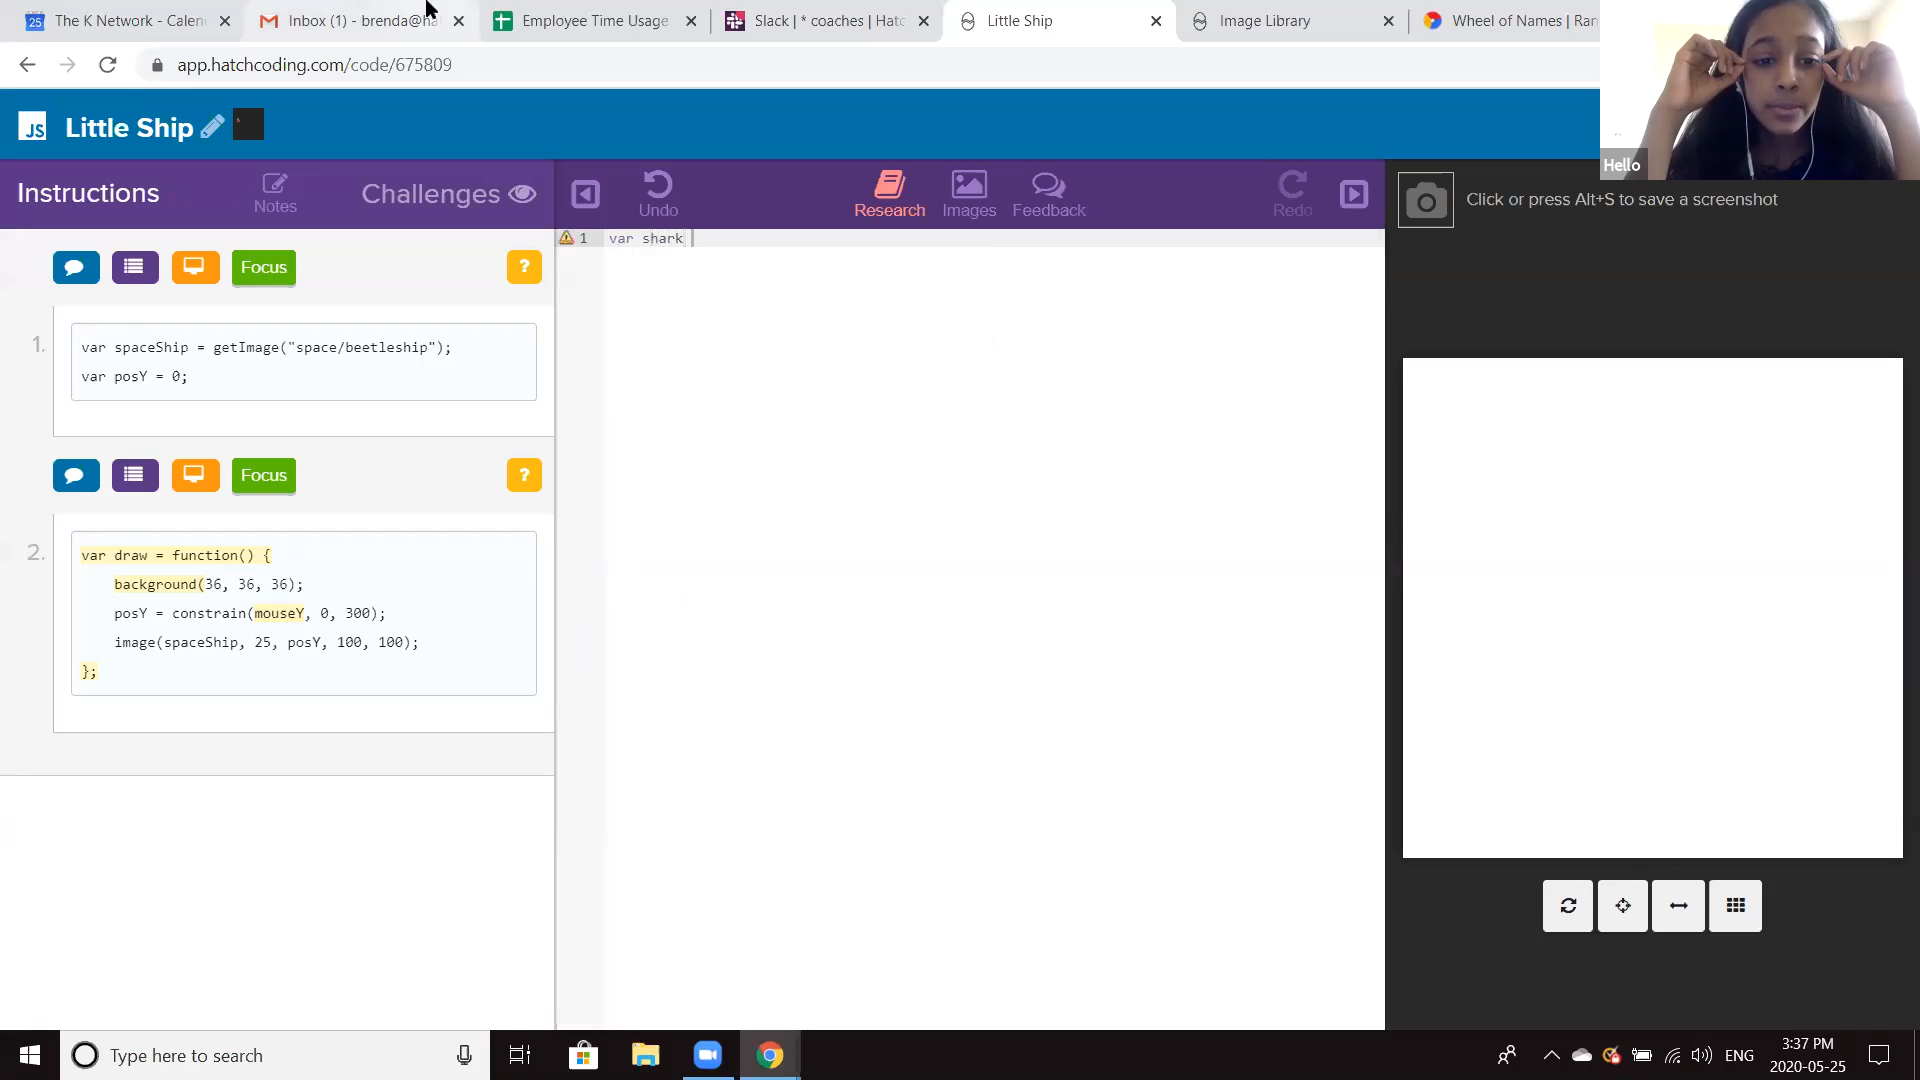 The K Network - Calen
Inbox (1) - brenda@ha
Employee Time Usage
Slack | * coaches | Hatc
Little Ship
Image Library
Wheel of Names | Ran
app.hatchcoding.com/code/675809
JS
Little Ship
Hello
Instructions
Notes
Challenges
Undo
Research
Images
Feedback
Redo
Click or press Alt+S to save a screenshot
1 var shark
Focus
?
1.
var spaceShip = getImage("space/beetleship");
var posY = 0;
Focus
?
2.
var draw = function() {
background(36, 36, 36);
posY = constrain(mouseY, 0, 300);
image(spaceShip, 25, posY, 100, 100);
};
Type here to search
ENG
3:37 PM
2020-05-25